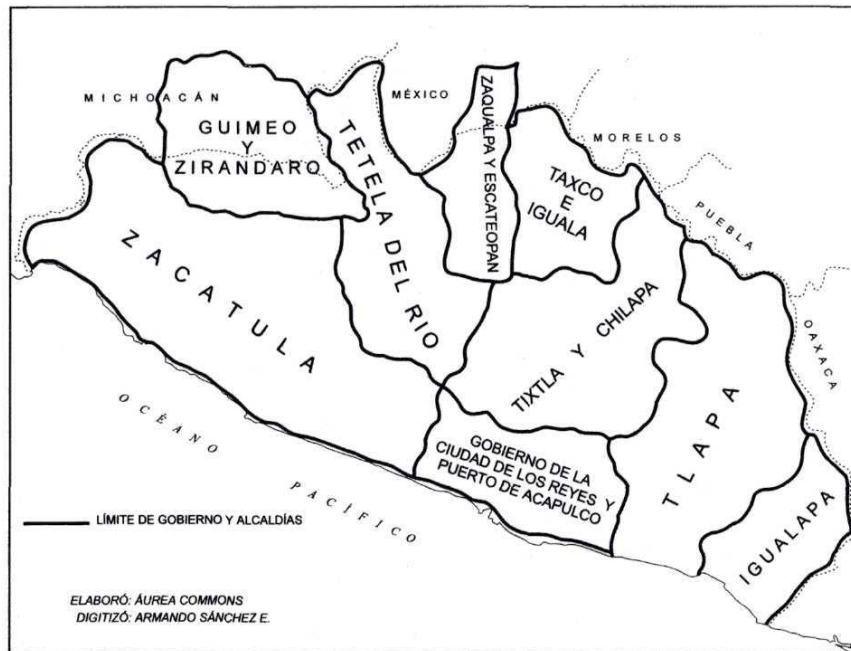 MICHOACÁN
GUIMEO
Y
ZIRANDARO
TETELA DEL RIO
MÉXICO
ZAQUALPA Y ESCATEOPAN
MORELOS
TAXCO
E
IGUALA
PUEBLA
ZACATULA
TIXTLA Y CHILAPA
OAXACA
TLAPA
GOBIERNO DE LA
CIUDAD DE LOS REYES Y
PUERTO DE ACAPULCO
IGUALAPA
OCÉANO
PACÍFICO
LÍMITE DE GOBIERNO Y ALCALDÍAS
ELABORÓ: ÁUREA COMMONS
DIGITIZÓ: ARMANDO SÁNCHEZ E.